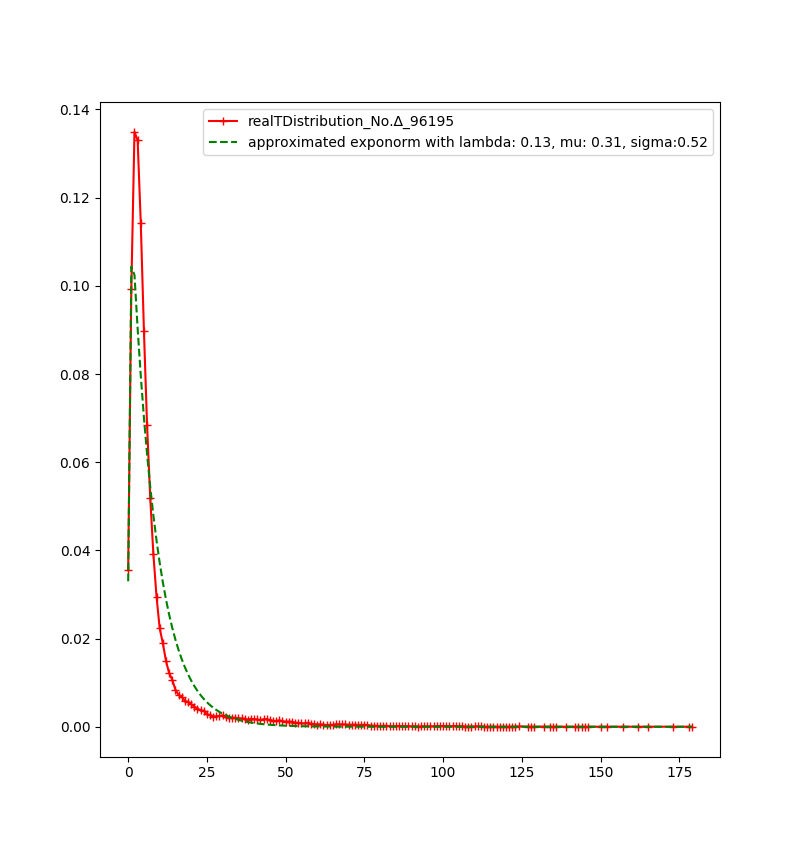 realTDistribution_No.Δ_96195
approximated exponorm with lambda: 0.13, mu: 0.31, sigma:0.52
0.14
0.12
0.10
0.08
0.06
0.04
0.02
0.00
0 25 50 75 100 125 150 175